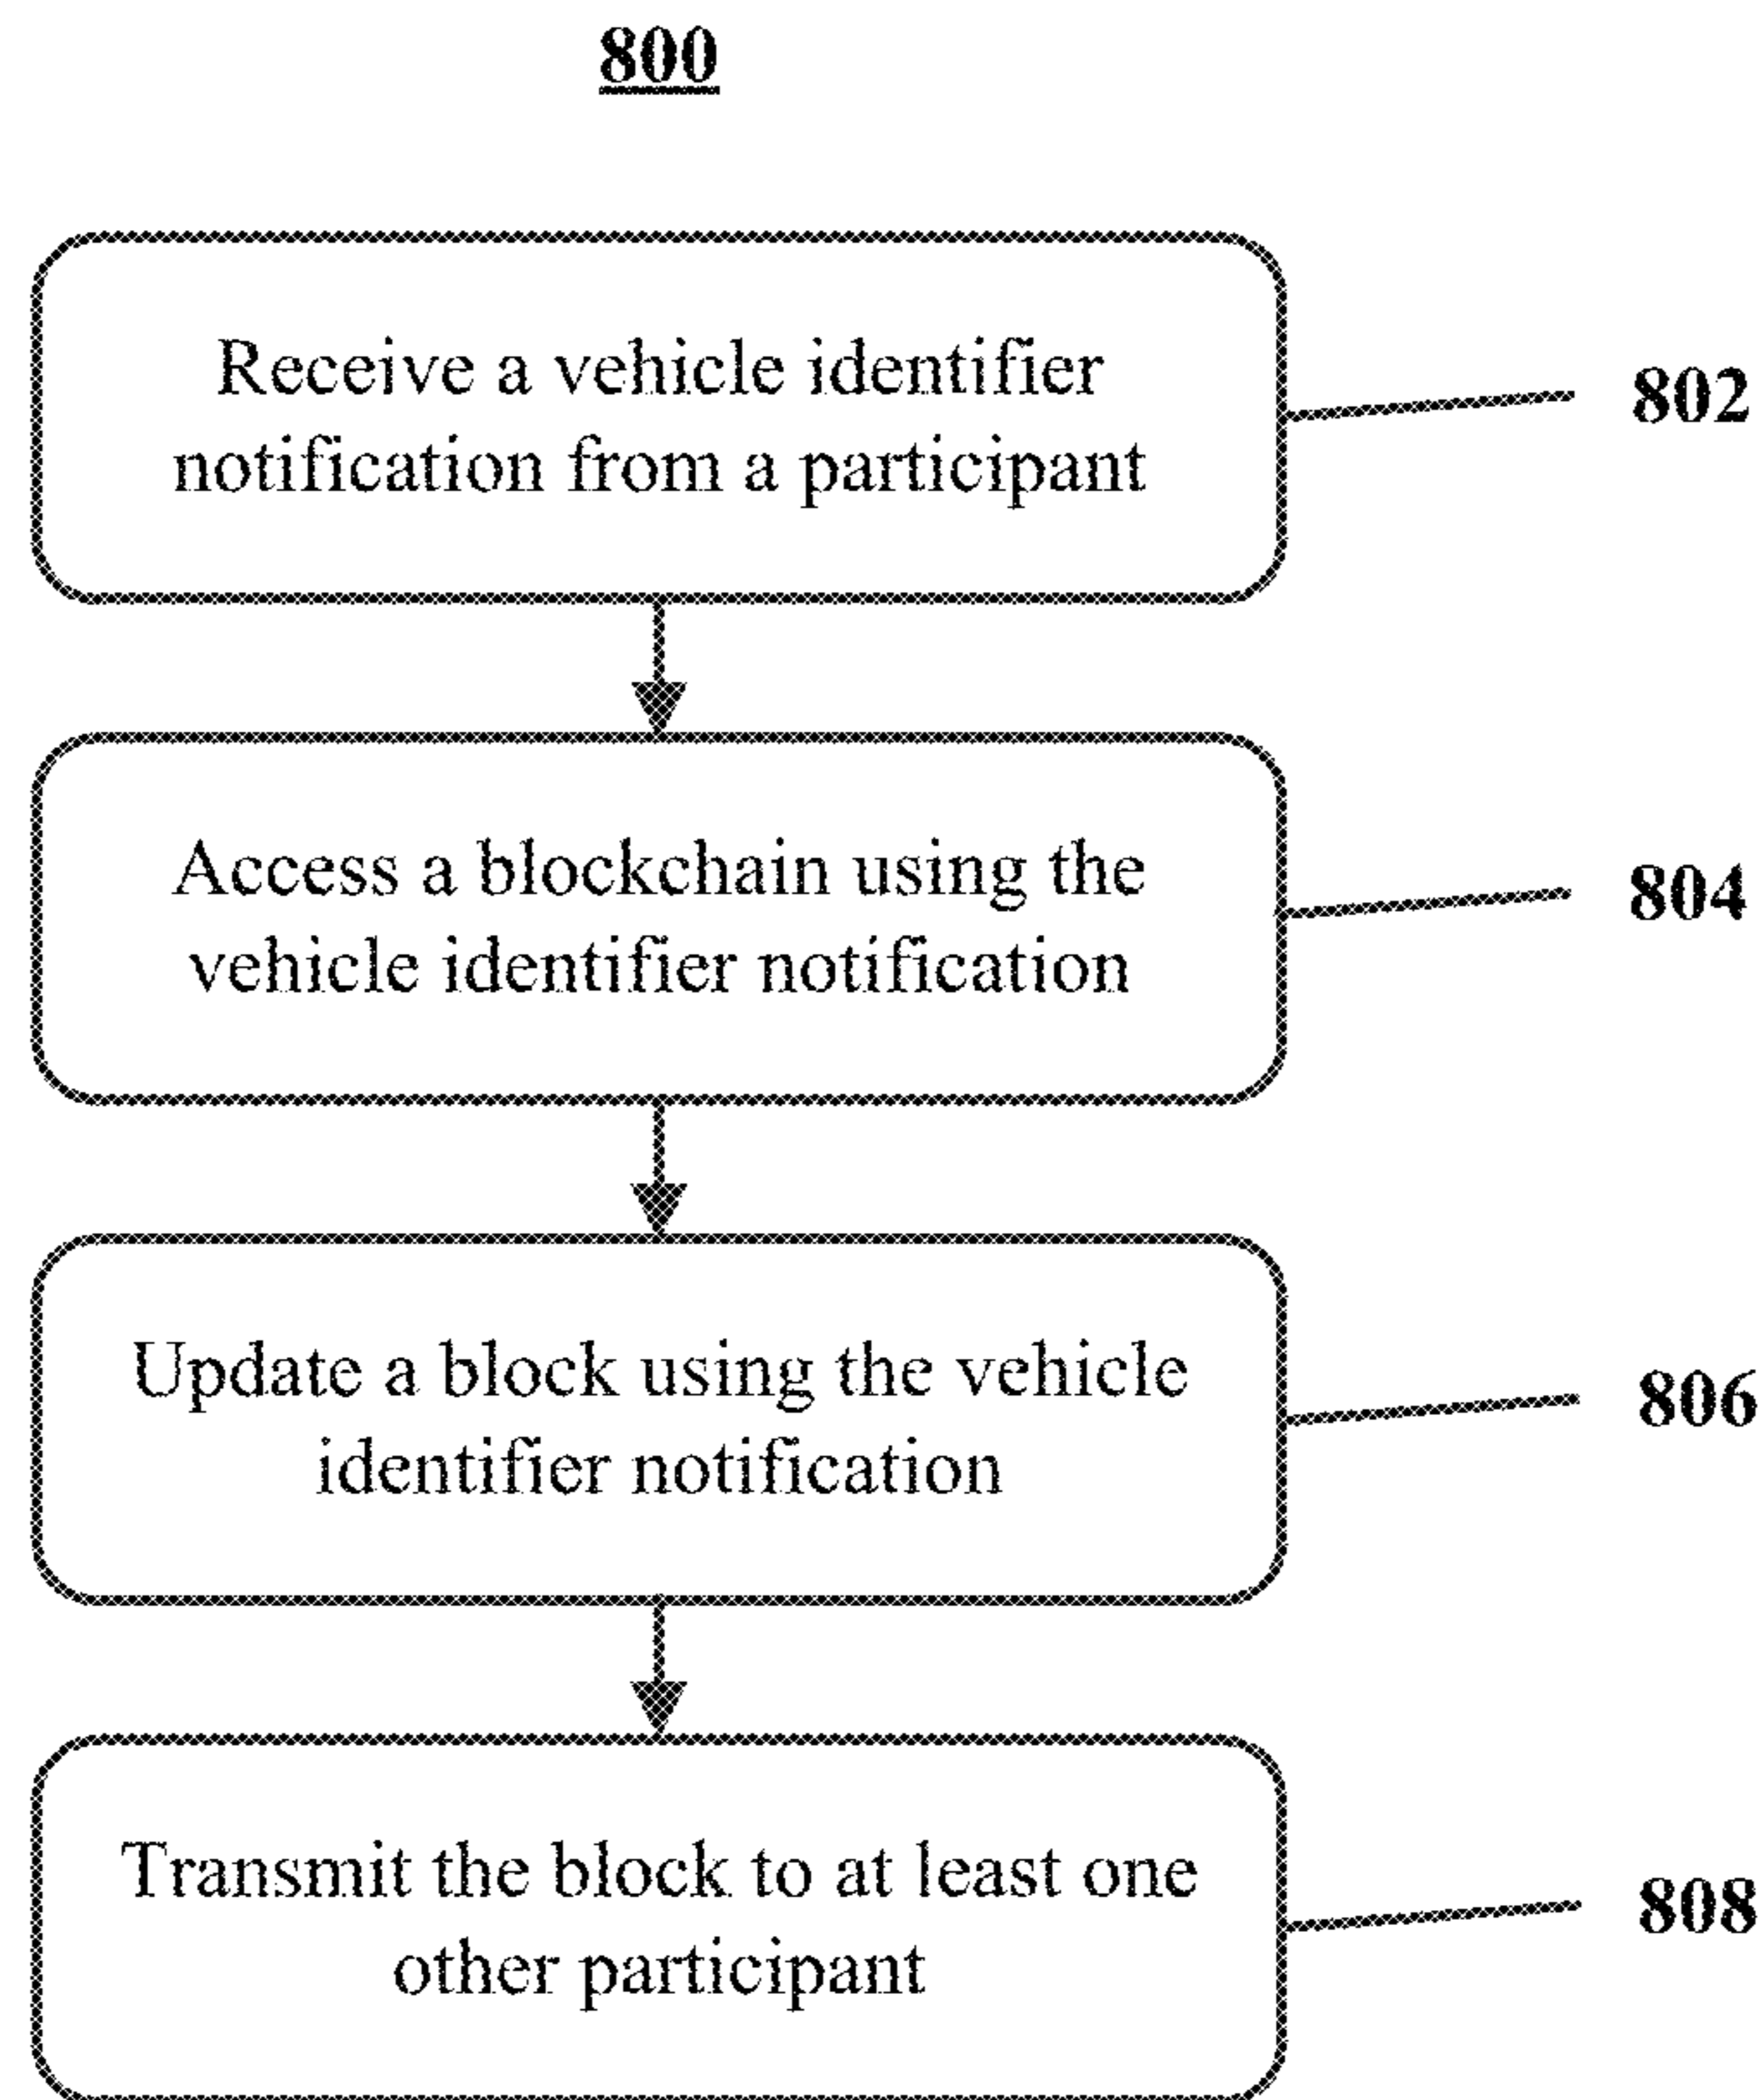 800
Receive a vehicle identifier
notification from a participant
802
Access a blockchain using the
vehicle identifier notification
804
Update a block using the vehicle
identifier notification
806
Transmit the block to at least one
other participant
808